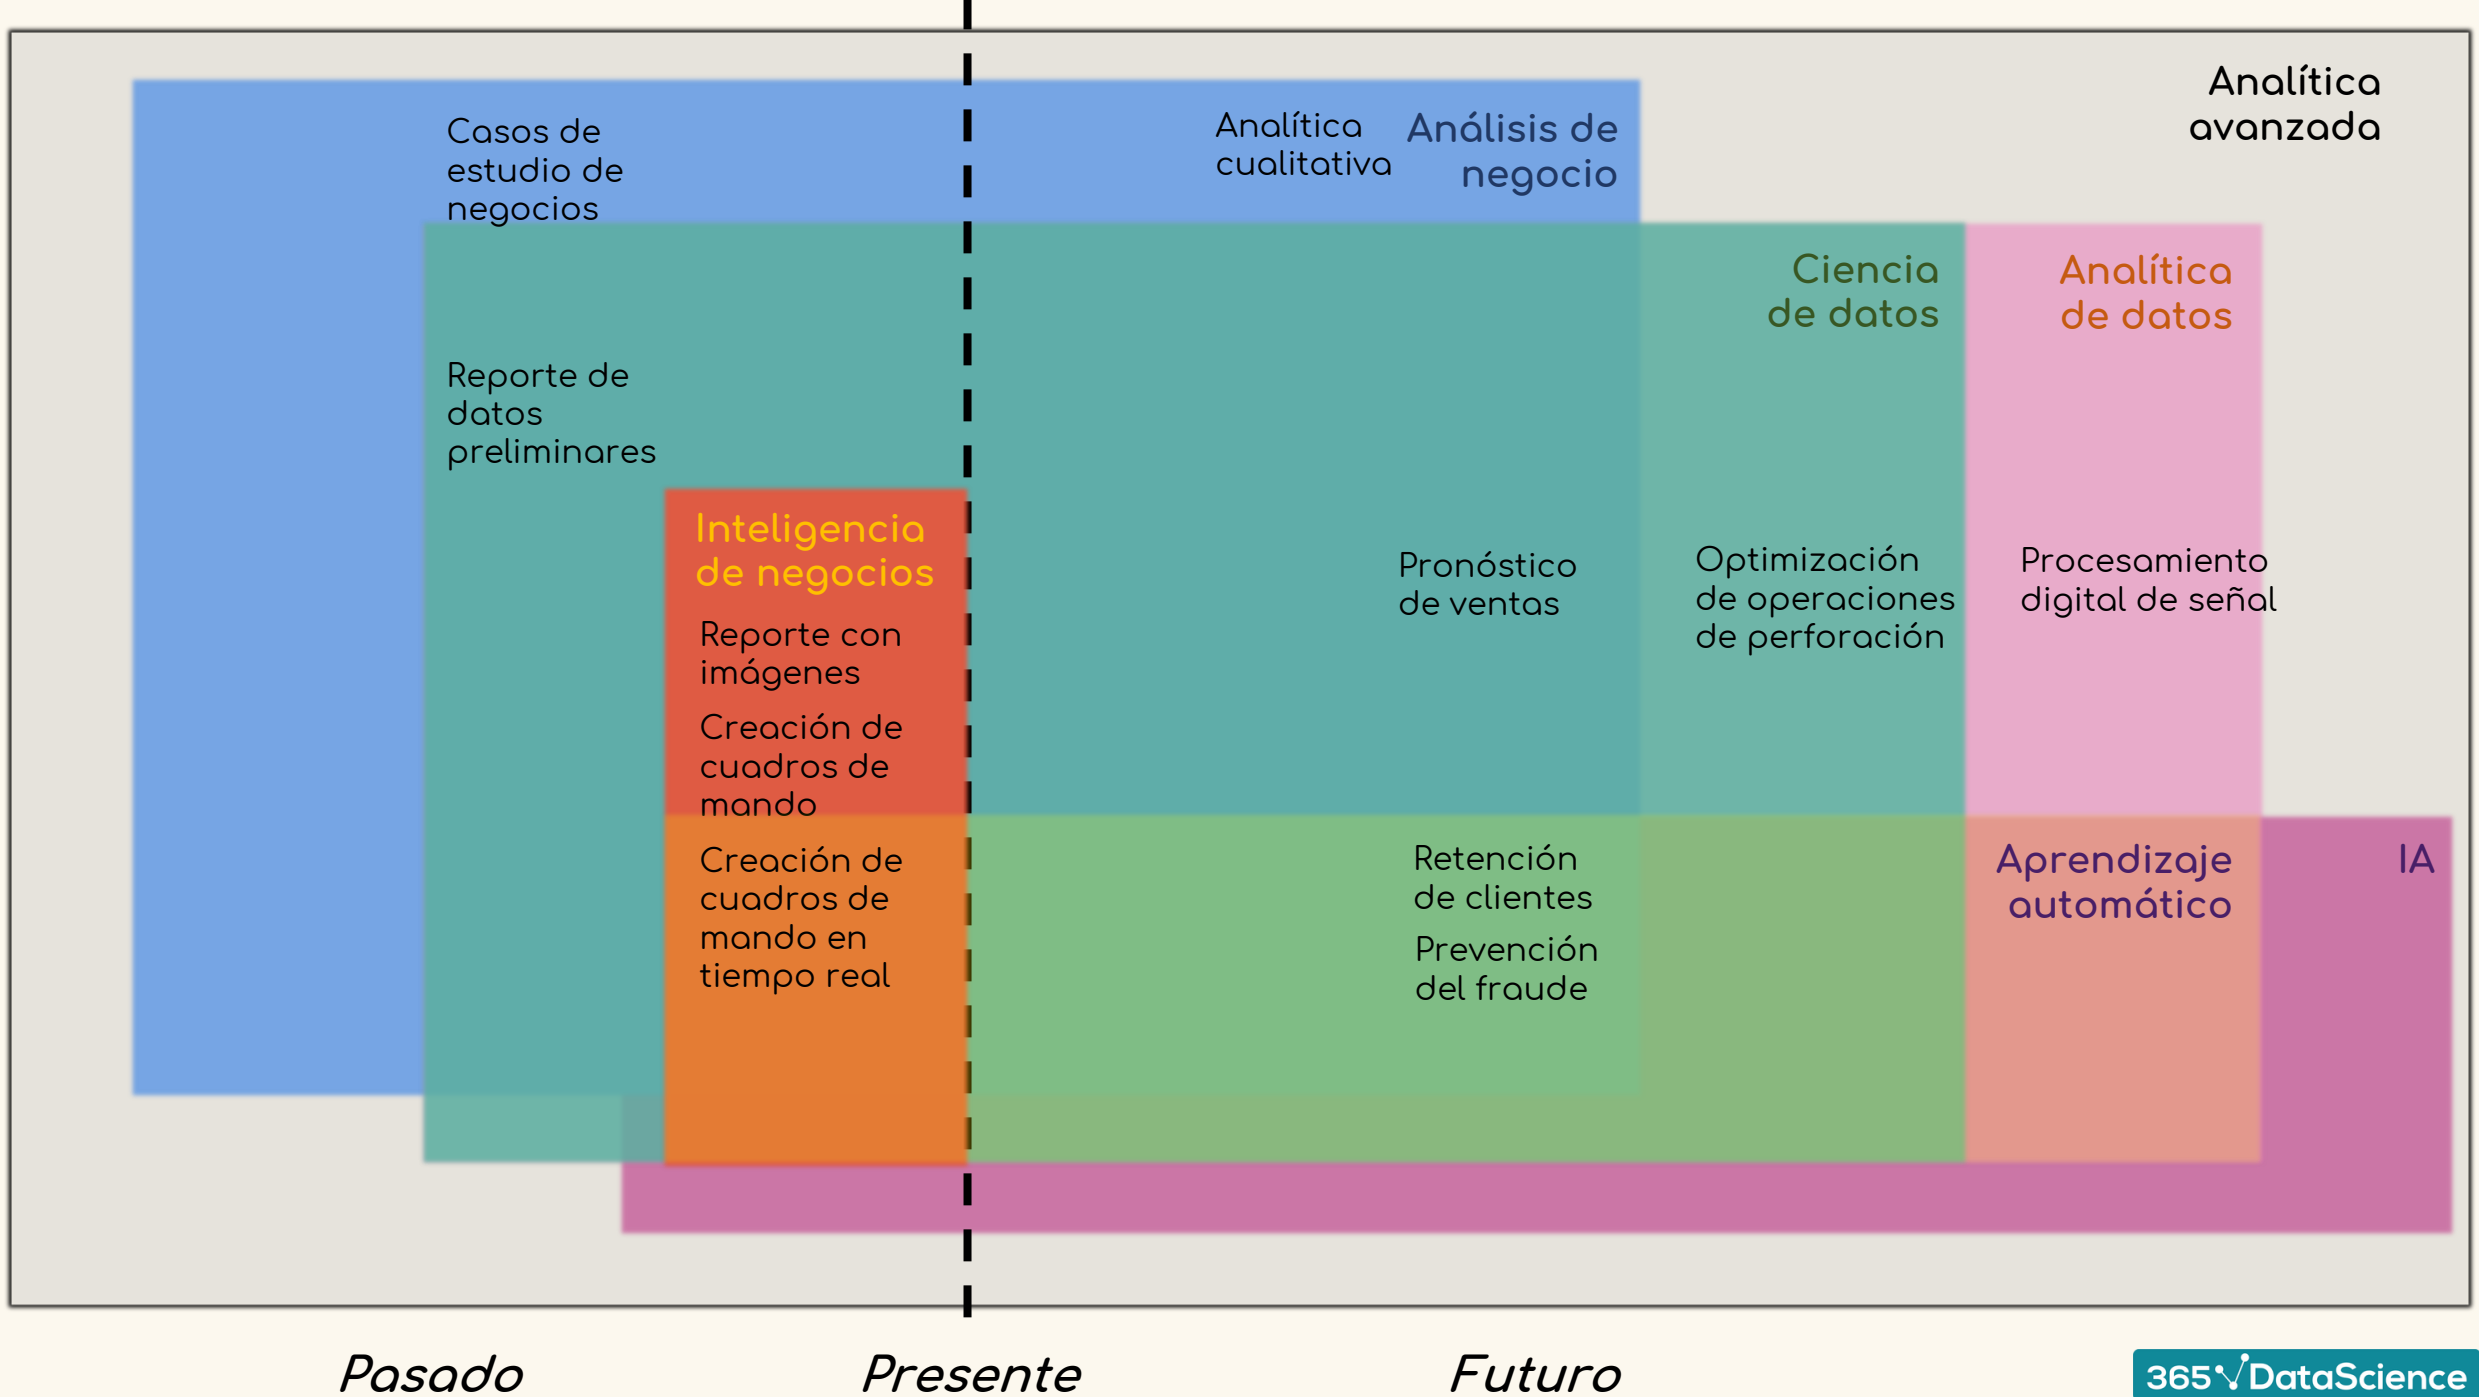 Analítica
avanzada
Casos de
estudio de
negocios
Analítica
cualitativa
Análisis de
negocio
Ciencia
de datos
Analítica
de datos
Reporte de
datos
preliminares
Inteligencia
de negocios
Reporte con
imágenes
Creación de
cuadros de
mando
Creación de
cuadros de
mando en
tiempo real
Pronóstico
de ventas
Optimización
de operaciones
de perforación
Procesamiento
digital de señal
Retención
de clientes
Prevención
del fraude
Aprendizaje
automático
IA
Pasado
Presente
Futuro
365 DataScience